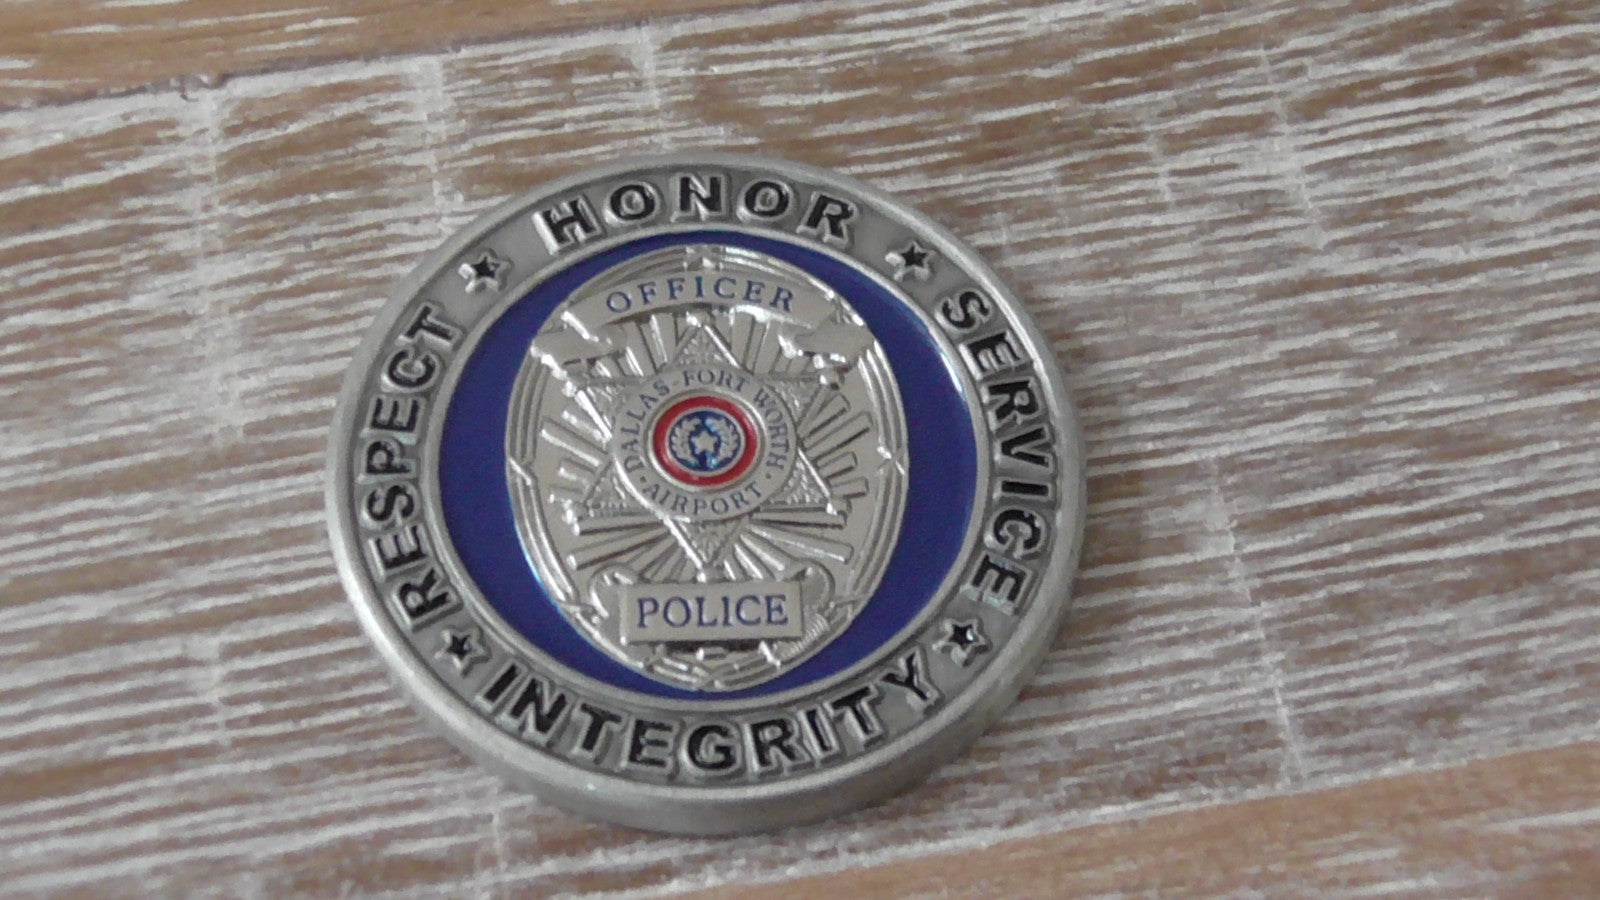 HONOR
SERVICE
INTEGRITY
RESPECT
OFFICER
DALLAS - FORT WORTH
· AIRPORT ·
POLICE